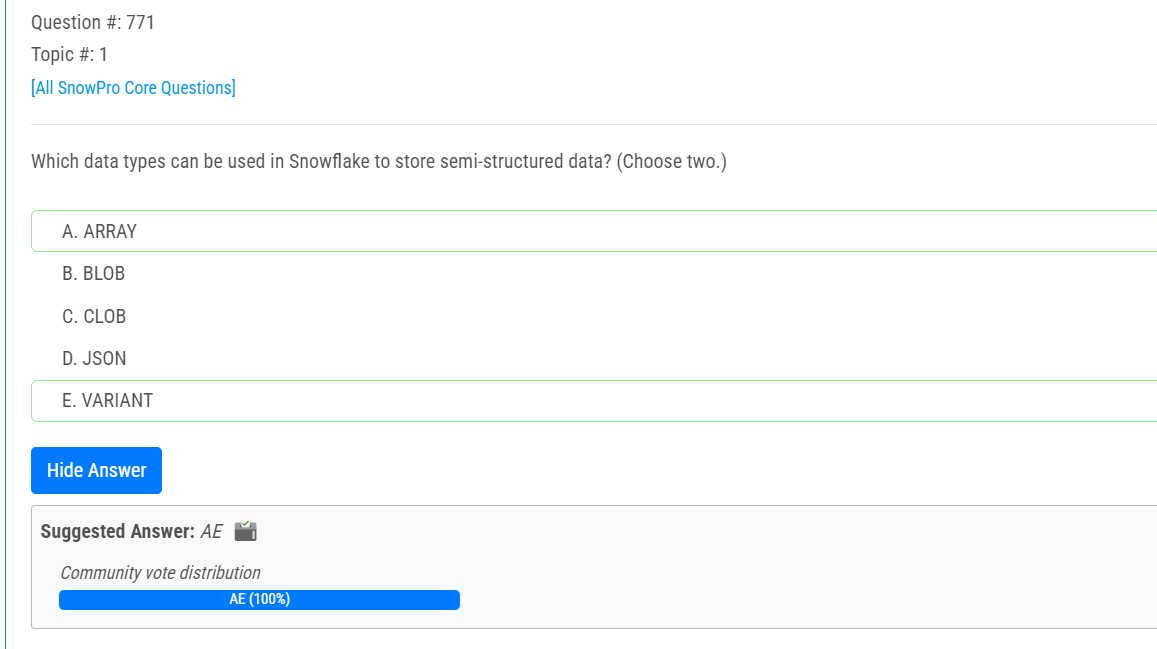 Question #: 771
Topic #: 1
[All SnowPro Core Questions]
Which data types can be used in Snowflake to store semi-structured data? (Choose two.)
A. ARRAY
B. BLOB
C. CLOB
D. JSON
E. VARIANT
Hide Answer
Suggested Answer: AE
Community vote distribution
AE (100%)